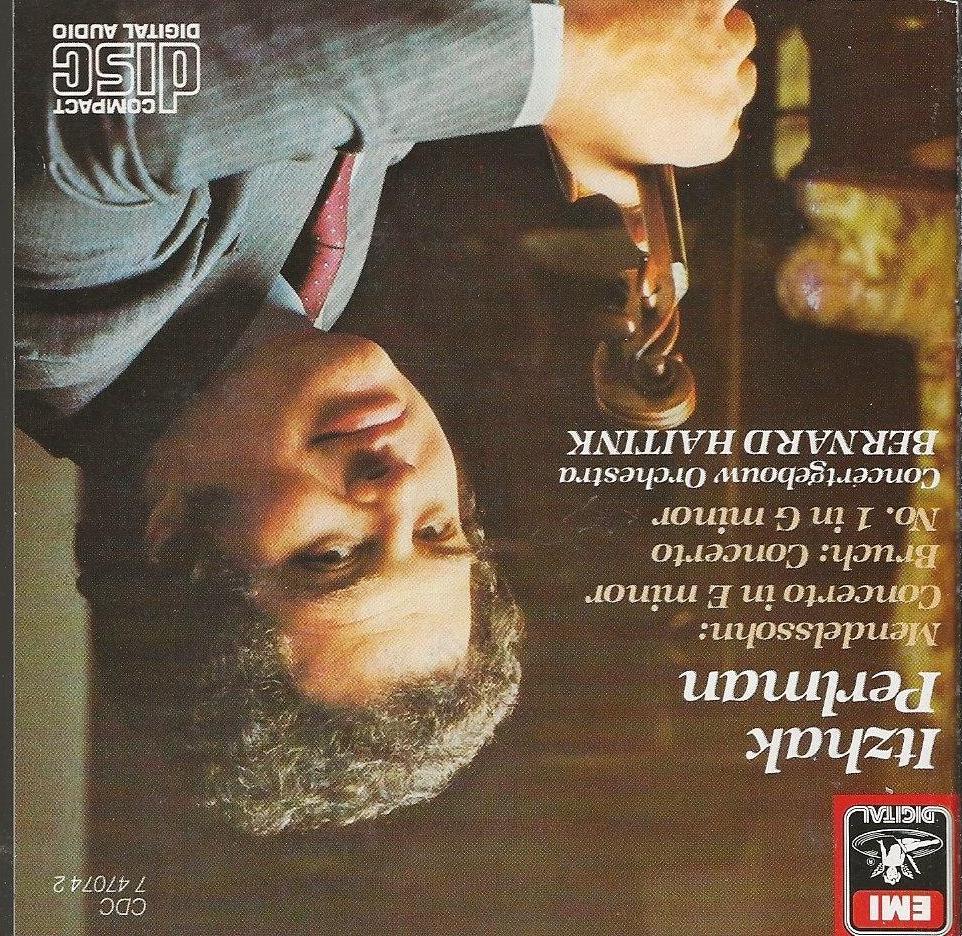 EMI
DIGITAL
CDC
7 47074 2
Itzhak
Perlman
Mendelssohn:
Concerto in E minor
Bruch: Concerto
No. 1 in G minor
Concertgebouw Orchestra
BERNARD HAITINK
COMPACT
disc
DIGITAL AUDIO